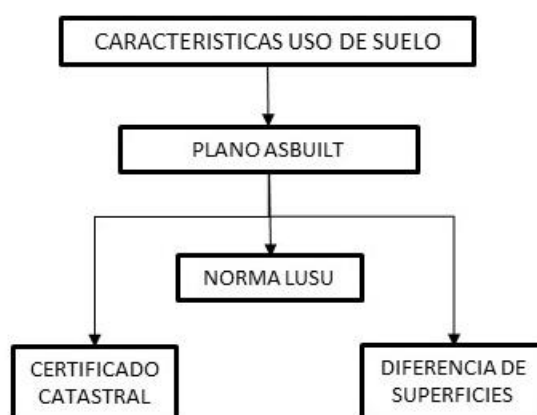 CARACTERISTICAS USO DE SUELO
PLANO ASBUILT
NORMA LUSU
CERTIFICADO
CATASTRAL
DIFERENCIA DE
SUPERFICIES